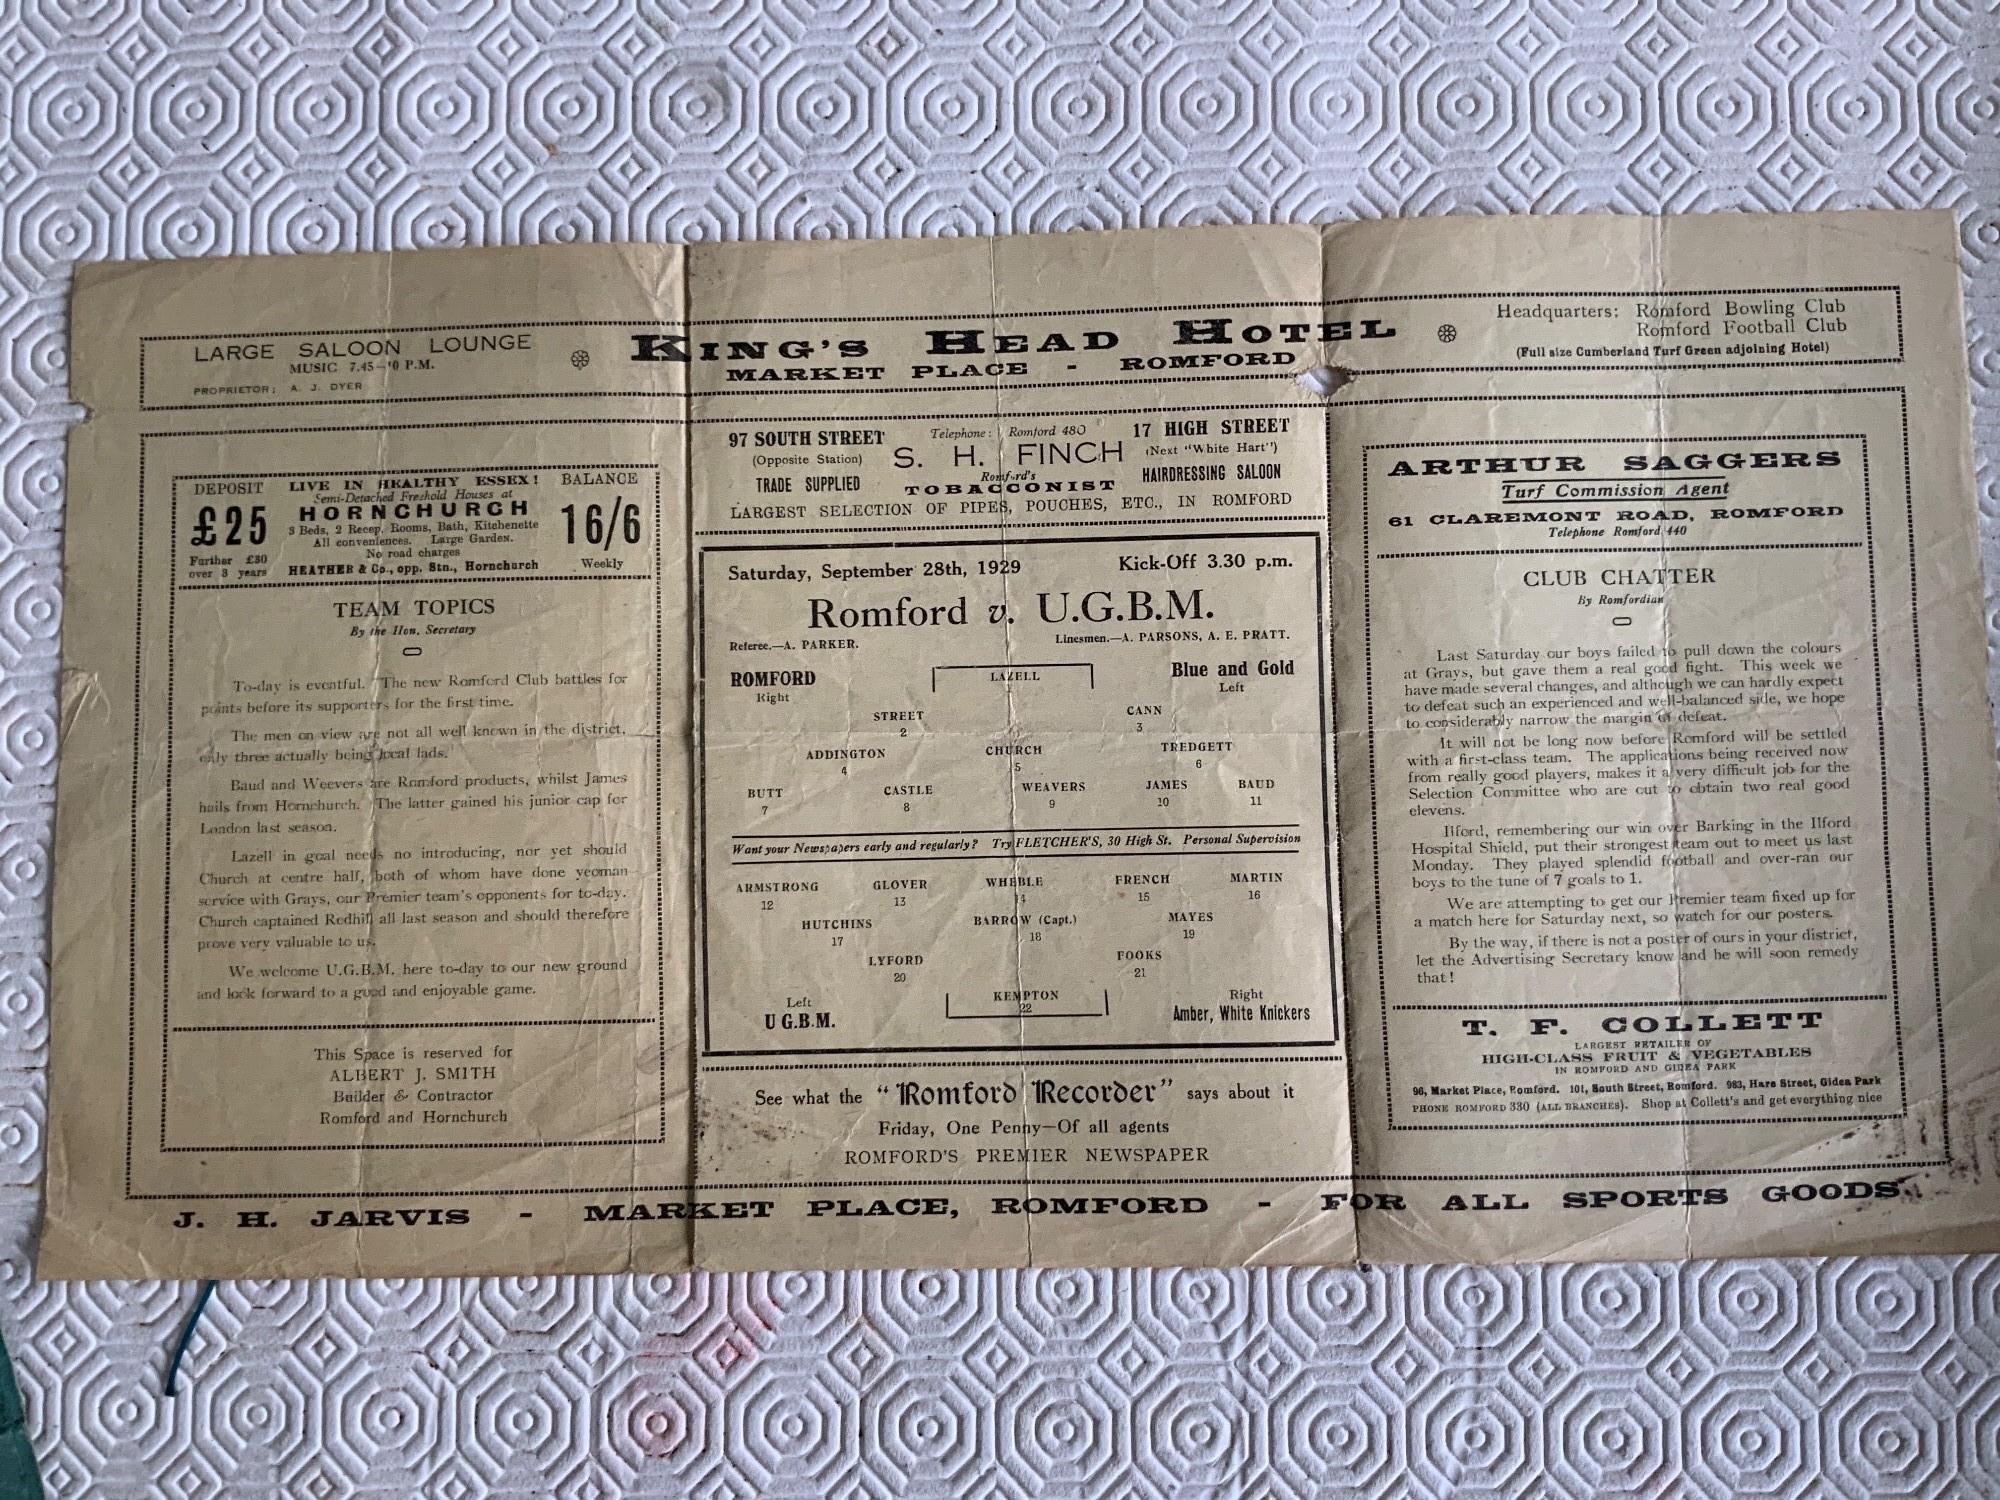 LARGE SALOON LOUNGE
MUSIC 7.45-10 P.M.
PROPRIETOR: A. J. DYER
KING'S HEAD HOTEL
MARKET PLACE - ROMFORD
Headquarters: Romford Bowling Club
Romford Football Club
(Full size Cumberland Turf Green adjoining Hotel)
DEPOSIT
£25
Further £30
over 3 years
LIVE IN HEALTHY ESSEX!
Semi-Detached Freehold Houses at
HORNCHURCH
3 Beds, 2 Recep. Rooms, Bath, Kitchenette
All conveniences. Large Garden.
No road charges
HEATHER & Co., opp. Stn., Hornchurch
BALANCE
16/6
Weekly
TEAM TOPICS
By the Hon. Secretary
To-day is eventful. The new Romford Club battles for
points before its supporters for the first time.
The men on view are not all well known in the district,
only three actually being local lads.
Baud and Weevers are Romford products, whilst James
hails from Hornchurch. The latter gained his junior cap for
London last season.
Lazell in goal needs no introducing, nor yet should
Church at centre half, both of whom have done yeoman
service with Grays, our Premier team's opponents for to-day.
Church captained Redhill all last season and should therefore
prove very valuable to us.
We welcome U.G.B.M. here to-day to our new ground
and look forward to a good and enjoyable game.
This Space is reserved for
ALBERT J. SMITH
Builder & Contractor
Romford and Hornchurch
97 SOUTH STREET
(Opposite Station)
TRADE SUPPLIED
Telephone: Romford 480
S. H. FINCH
Romford's
TOBACCONIST
17 HIGH STREET
(Next "White Hart")
HAIRDRESSING SALOON
LARGEST SELECTION OF PIPES, POUCHES, ETC., IN ROMFORD
Saturday, September 28th, 1929 Kick-Off 3.30 p.m.
Romford v. U.G.B.M.
Referee.—A. PARKER. Linesmen.—A. PARSONS, A. E. PRATT.
ROMFORD
Right
LAZELL
1
Blue and Gold
Left
STREET CANN
2 3
ADDINGTON CHURCH TREDGETT
4 5 6
BUTT CASTLE WEAVERS JAMES BAUD
7 8 9 10 11
Want your Newspapers early and regularly? Try FLETCHER'S, 30 High St. Personal Supervision
ARMSTRONG GLOVER WHEBLE FRENCH MARTIN
12 13 14 15 16
HUTCHINS BARROW (Capt.) MAYES
17 18 19
LYFORD FOOKS
20 21
Left
U G.B.M.
KEMPTON
22
Right
Amber, White Knickers
See what the "Romford Recorder" says about it
Friday, One Penny—Of all agents
ROMFORD'S PREMIER NEWSPAPER
ARTHUR SAGGERS
Turf Commission Agent
61 CLAREMONT ROAD, ROMFORD
Telephone Romford 440
CLUB CHATTER
By Romfordian
Last Saturday our boys failed to pull down the colours
at Grays, but gave them a real good fight. This week we
have made several changes, and although we can hardly expect
to defeat such an experienced and well-balanced side, we hope
to considerably narrow the margin of defeat.
It will not be long now before Romford will be settled
with a first-class team. The applications being received now
from really good players, makes it a very difficult job for the
Selection Committee who are out to obtain two real good
elevens.
Ilford, remembering our win over Barking in the Ilford
Hospital Shield, put their strongest team out to meet us last
Monday. They played splendid football and over-ran our
boys to the tune of 7 goals to 1.
We are attempting to get our Premier team fixed up for
a match here for Saturday next, so watch for our posters.
By the way, if there is not a poster of ours in your district,
let the Advertising Secretary know and he will soon remedy
that!
T. F. COLLETT
LARGEST RETAILER OF
HIGH-CLASS FRUIT & VEGETABLES
IN ROMFORD AND GIDEA PARK
96, Market Place, Romford. 101, South Street, Romford. 983, Hare Street, Gidea Park
PHONE ROMFORD 330 (ALL BRANCHES). Shop at Collett's and get everything nice
J. H. JARVIS - MARKET PLACE, ROMFORD - FOR ALL SPORTS GOODS